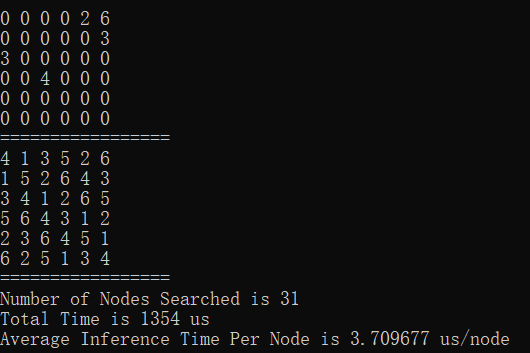 0 0 0 0 2 6
0 0 0 0 0 3
3 0 0 0 0 0
0 0 4 0 0 0
0 0 0 0 0 0
0 0 0 0 0 0
=================
4 1 3 5 2 6
1 5 2 6 4 3
3 4 1 2 6 5
5 6 4 3 1 2
2 3 6 4 5 1
6 2 5 1 3 4
=================
Number of Nodes Searched is 31
Total Time is 1354 us
Average Inference Time Per Node is 3.709677 us/node